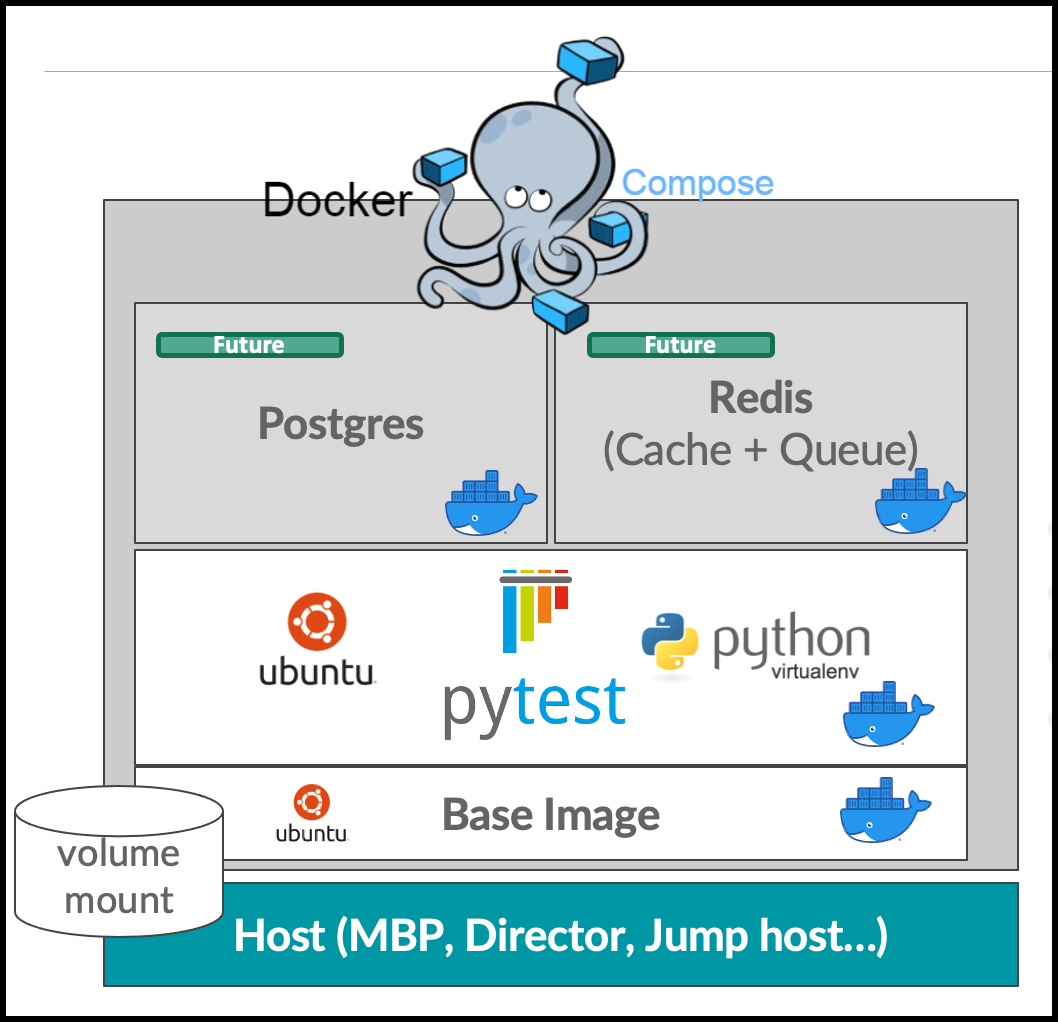 Docker
Compose
Future
Postgres
Future
Redis
(Cache + Queue)
ubuntu
pytest
python
virtualenv
ubuntu
Base Image
volume
mount
Host (MBP, Director, Jump host...)